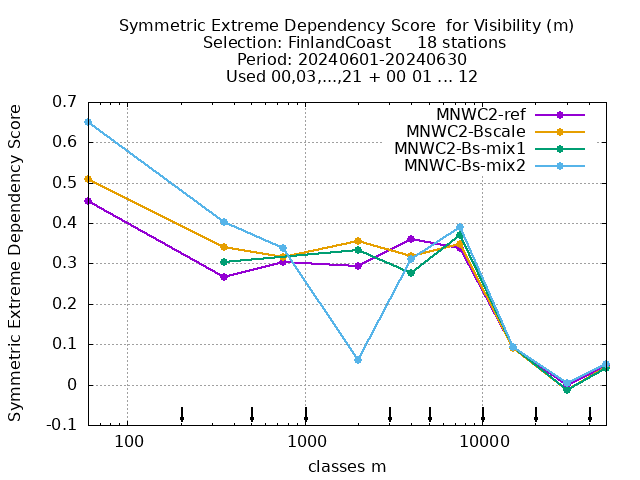 Symmetric Extreme Dependency Score  for Visibility (m)
Selection: FinlandCoast     18 stations
Period: 20240601-20240630
Used 00,03,...,21 + 00 01 ... 12
Symmetric Extreme Dependency Score
0.7
0.6
0.5
0.4
0.3
0.2
0.1
0
-0.1
MNWC2-ref
MNWC2-Bscale
MNWC2-Bs-mix1
MNWC-Bs-mix2
100 1000 10000
classes m